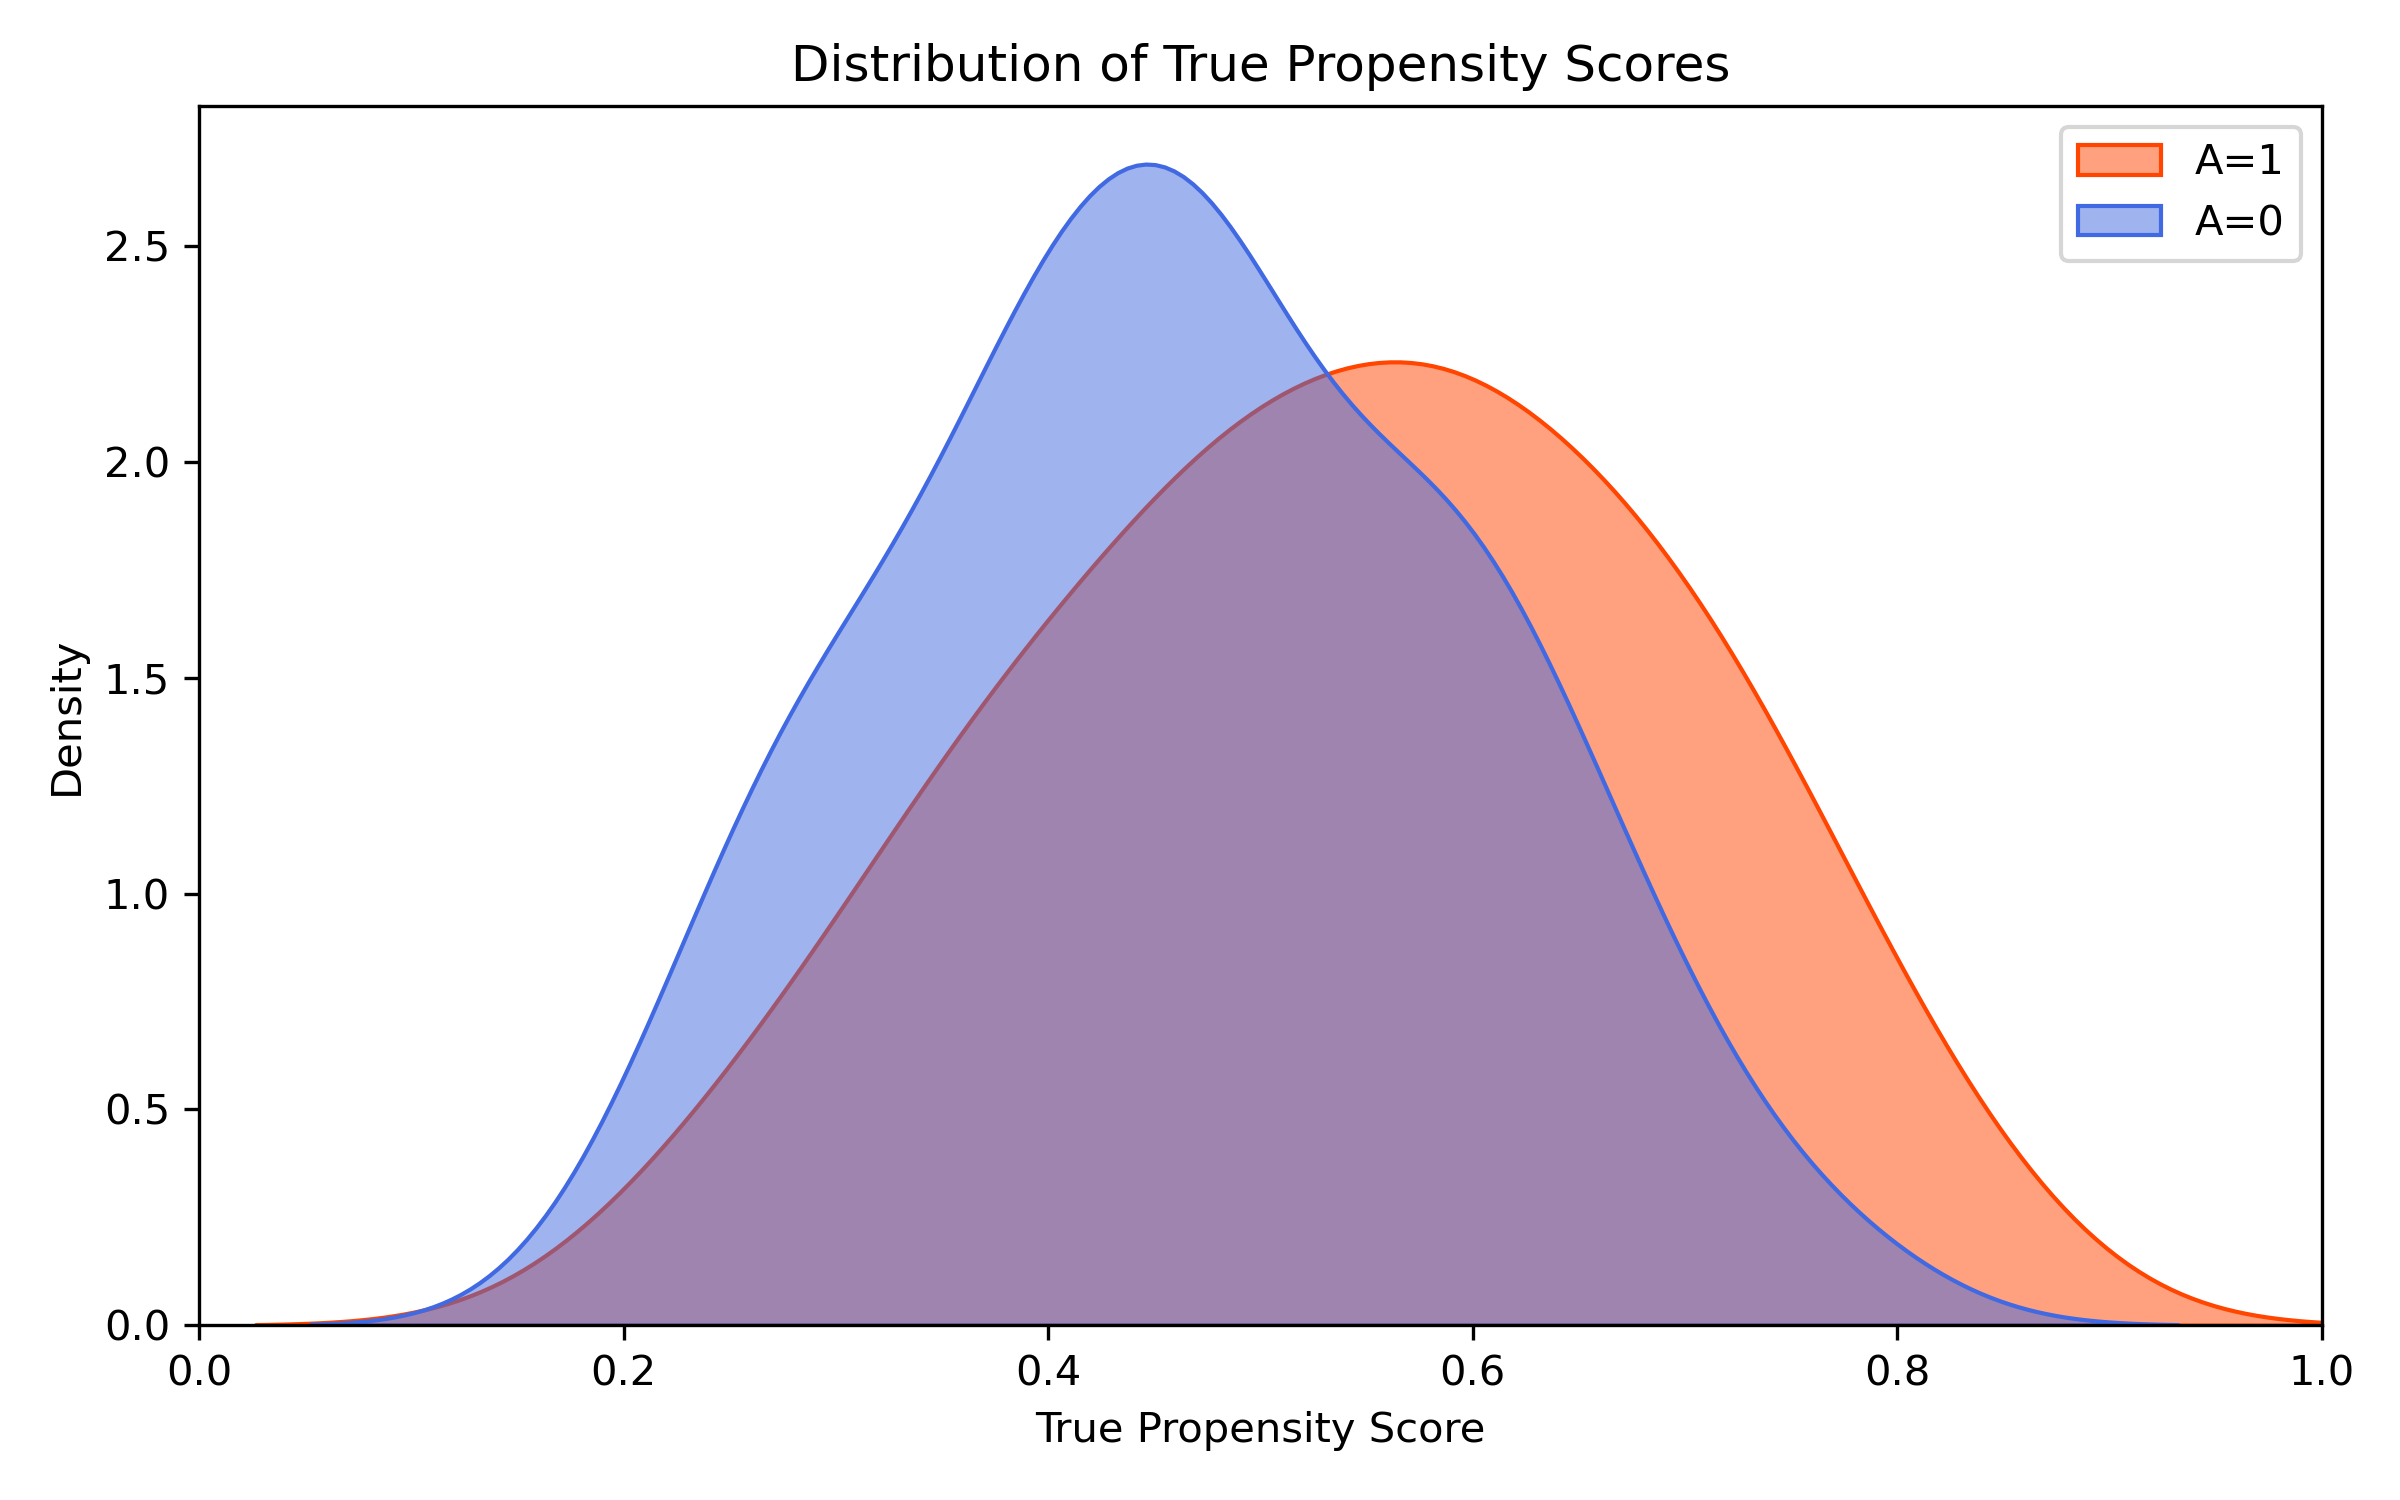 Distribution of True Propensity Scores
A=1
A=0
Density
2.5
2.0
1.5
1.0
0.5
0.0
0.0 0.2 0.4 0.6 0.8 1.0
True Propensity Score